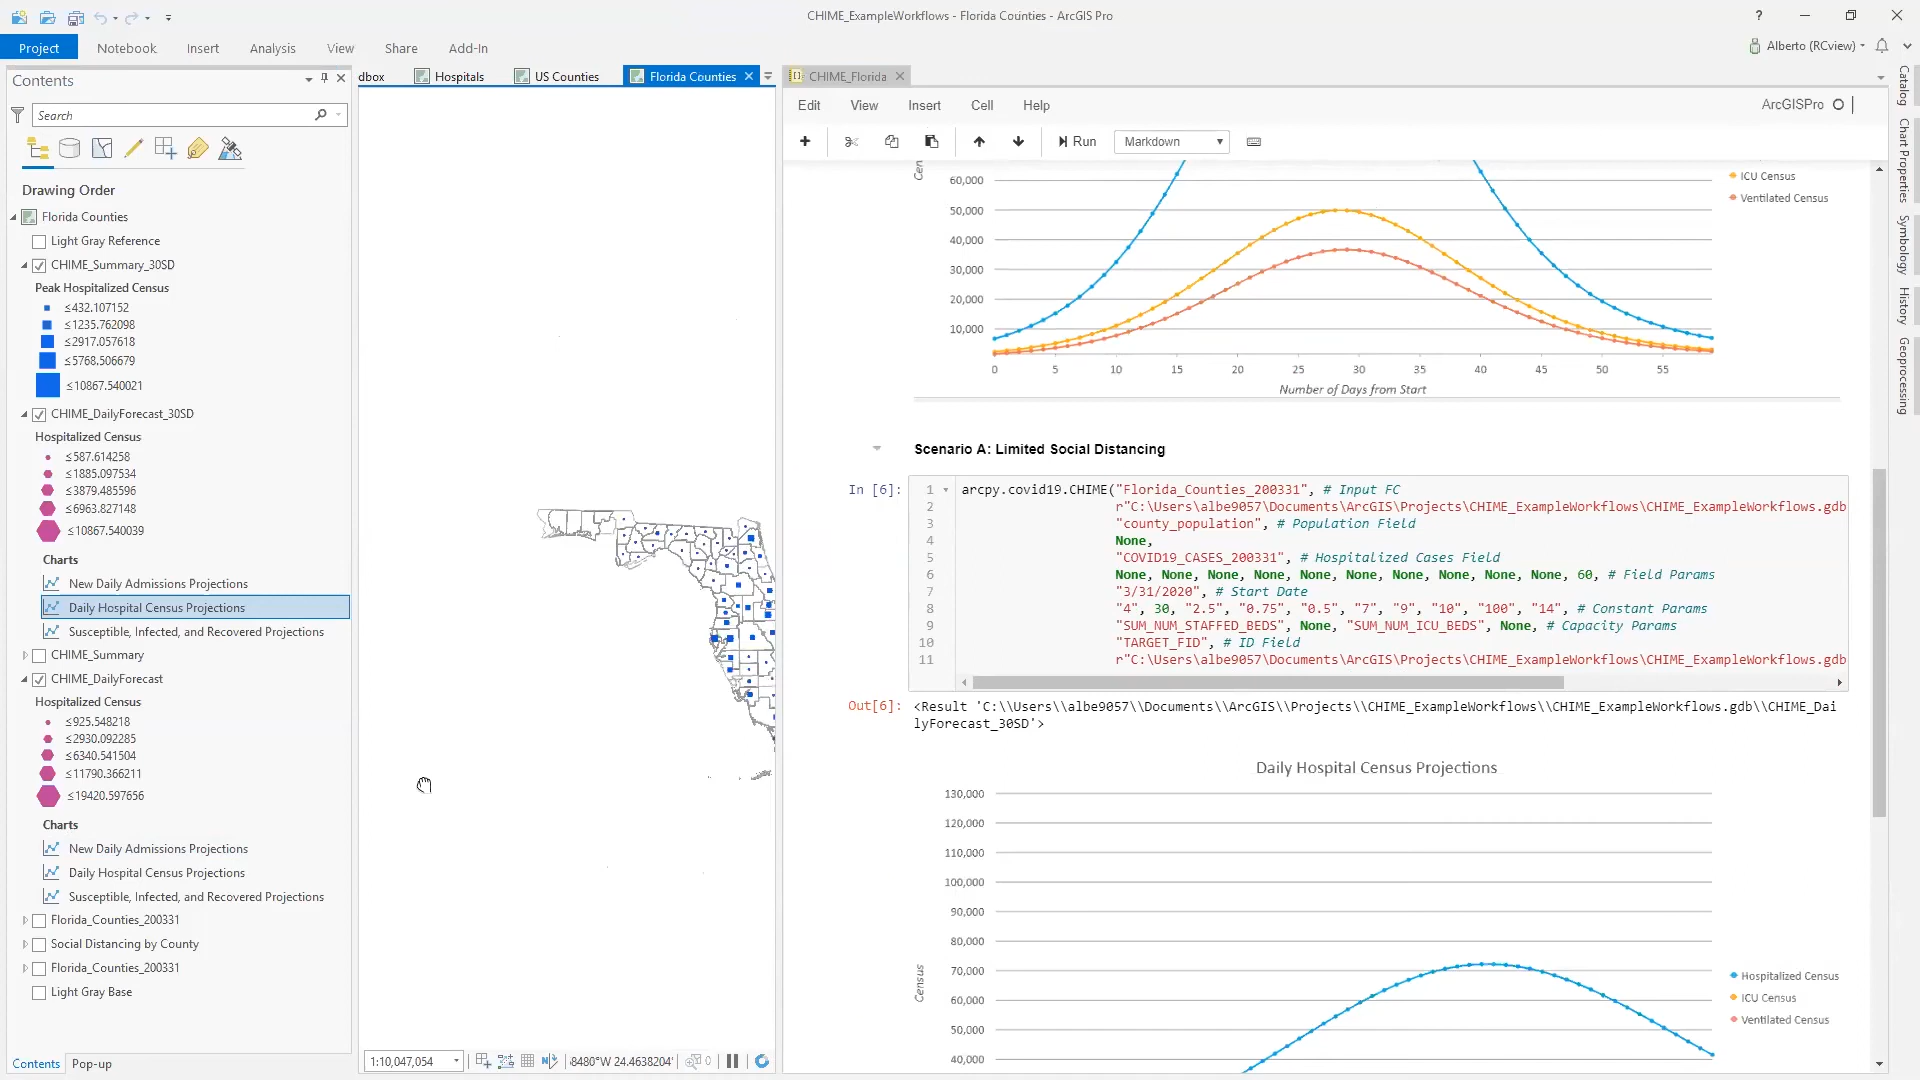 CHIME_ExampleWorkflows - Florida Counties - ArcGIS Pro
?
Project
Notebook
Insert
Analysis
View
Share
Add-In
Alberto (RCview)
Contents
Search
Drawing Order
Florida Counties
Light Gray Reference
CHIME_Summary_30SD
Peak Hospitalized Census
≤432.107152
≤1235.762098
≤2917.057618
≤5768.506679
≤10867.540021
CHIME_DailyForecast_30SD
Hospitalized Census
≤587.614258
≤1885.097534
≤3879.485596
≤6963.827148
≤10867.540039
Charts
New Daily Admissions Projections
Daily Hospital Census Projections
Susceptible, Infected, and Recovered Projections
CHIME_Summary
CHIME_DailyForecast
Hospitalized Census
≤925.548218
≤2930.092285
≤6340.541504
≤11790.366211
≤19420.597656
Charts
New Daily Admissions Projections
Daily Hospital Census Projections
Susceptible, Infected, and Recovered Projections
Florida_Counties_200331
Social Distancing by County
Florida_Counties_200331
Light Gray Base
Contents
Pop-up
dbox
Hospitals
US Counties
Florida Counties
1:10,047,054
8480°W 24.4638204°
0
CHIME_Florida
Edit
View
Insert
Cell
Help
ArcGISPro
Run
Markdown
Cen
60,000
50,000
40,000
30,000
20,000
10,000
0 5 10 15 20 25 30 35 40 45 50 55
Number of Days from Start
ICU Census
Ventilated Census
Scenario A: Limited Social Distancing
In [6]:
1 arcpy.covid19.CHIME("Florida_Counties_200331", # Input FC
2 r"C:\Users\albe9057\Documents\ArcGIS\Projects\CHIME_ExampleWorkflows\CHIME_ExampleWorkflows.gdb
3 "county_population", # Population Field
4 None,
5 "COVID19_CASES_200331", # Hospitalized Cases Field
6 None, None, None, None, None, None, None, None, None, None, 60, # Field Params
7 "3/31/2020", # Start Date
8 "4", 30, "2.5", "0.75", "0.5", "7", "9", "10", "100", "14", # Constant Params
9 "SUM_NUM_STAFFED_BEDS", None, "SUM_NUM_ICU_BEDS", None, # Capacity Params
10 "TARGET_FID", # ID Field
11 r"C:\Users\albe9057\Documents\ArcGIS\Projects\CHIME_ExampleWorkflows\CHIME_ExampleWorkflows.gdb
Out[6]: <Result 'C:\\Users\\albe9057\\Documents\\ArcGIS\\Projects\\CHIME_ExampleWorkflows\\CHIME_ExampleWorkflows.gdb\\CHIME_Dai
lyForecast_30SD'>
Daily Hospital Census Projections
130,000
120,000
110,000
100,000
90,000
80,000
70,000
60,000
50,000
40,000
Census
Hospitalized Census
ICU Census
Ventilated Census
Catalog
Chart Properties
Symbology
History
Geoprocessing